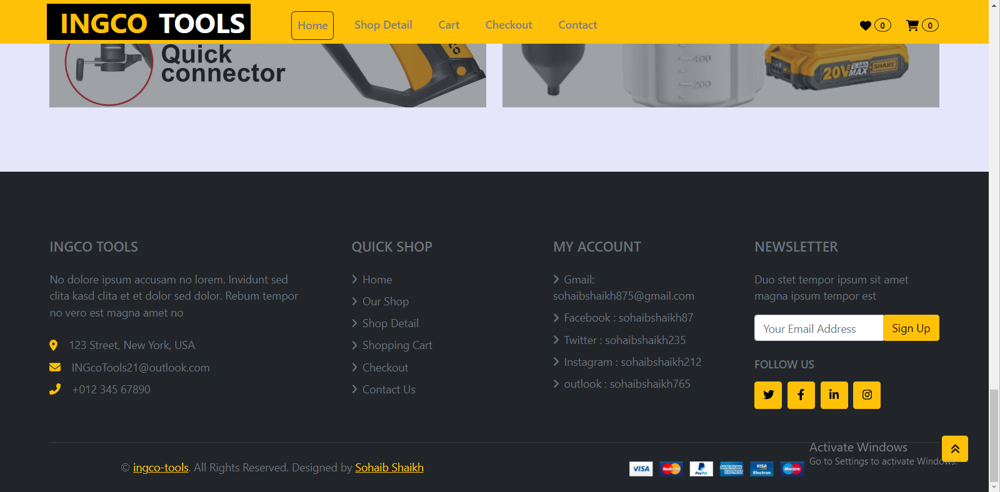 INGCO TOOLS
Home Shop Detail Cart Checkout Contact 0 0
Quick
connector
CO
400
200
20V MAX
SHARE
INGCO TOOLS
No dolore ipsum accusam no lorem. Invidunt sed
clita kasd clita et et dolor sed dolor. Rebum tempor
no vero est magna amet no
123 Street, New York, USA
INGcoTools21@outlook.com
+012 345 67890
QUICK SHOP
Home
Our Shop
Shop Detail
Shopping Cart
Checkout
Contact Us
MY ACCOUNT
Gmail:
sohaibshaikh875@gmail.com
Facebook : sohaibshaikh87
Twitter : sohaibshaikh235
Instagram : sohaibshaikh212
outlook : sohaibshaikh765
NEWSLETTER
Duo stet tempor ipsum sit amet
magna ipsum tempor est
Your Email Address Sign Up
FOLLOW US
© ingco-tools. All Rights Reserved. Designed by Sohaib Shaikh
VISA MasterCard PayPal AMERICAN EXPRESS VISA Electron Maestro
Activate Windows
Go to Settings to activate Windows.